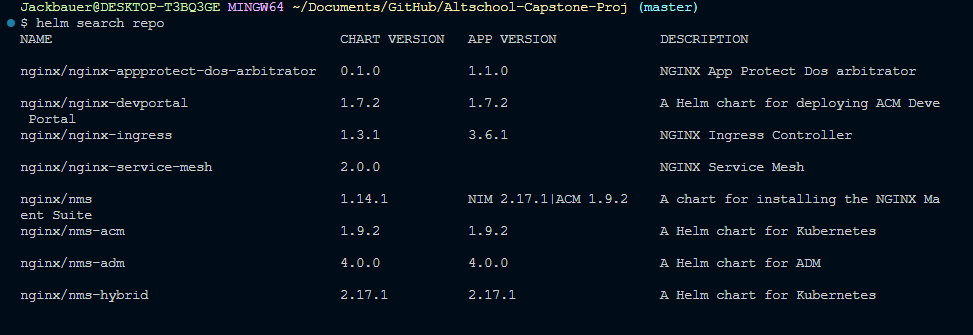 Jackbauer@DESKTOP-T3BQ3GE MINGW64 ~/Documents/GitHub/Altschool-Capstone-Proj (master)
$ helm search repo
NAME CHART VERSION APP VERSION DESCRIPTION
nginx/nginx-appprotect-dos-arbitrator 0.1.0 1.1.0 NGINX App Protect Dos arbitrator
nginx/nginx-devportal 1.7.2 1.7.2 A Helm chart for deploying ACM Deve
Portal
nginx/nginx-ingress 1.3.1 3.6.1 NGINX Ingress Controller
nginx/nginx-service-mesh 2.0.0 NGINX Service Mesh
nginx/nms 1.14.1 NIM 2.17.1|ACM 1.9.2 A chart for installing the NGINX Ma
ent Suite
nginx/nms-acm 1.9.2 1.9.2 A Helm chart for Kubernetes
nginx/nms-adm 4.0.0 4.0.0 A Helm chart for ADM
nginx/nms-hybrid 2.17.1 2.17.1 A Helm chart for Kubernetes